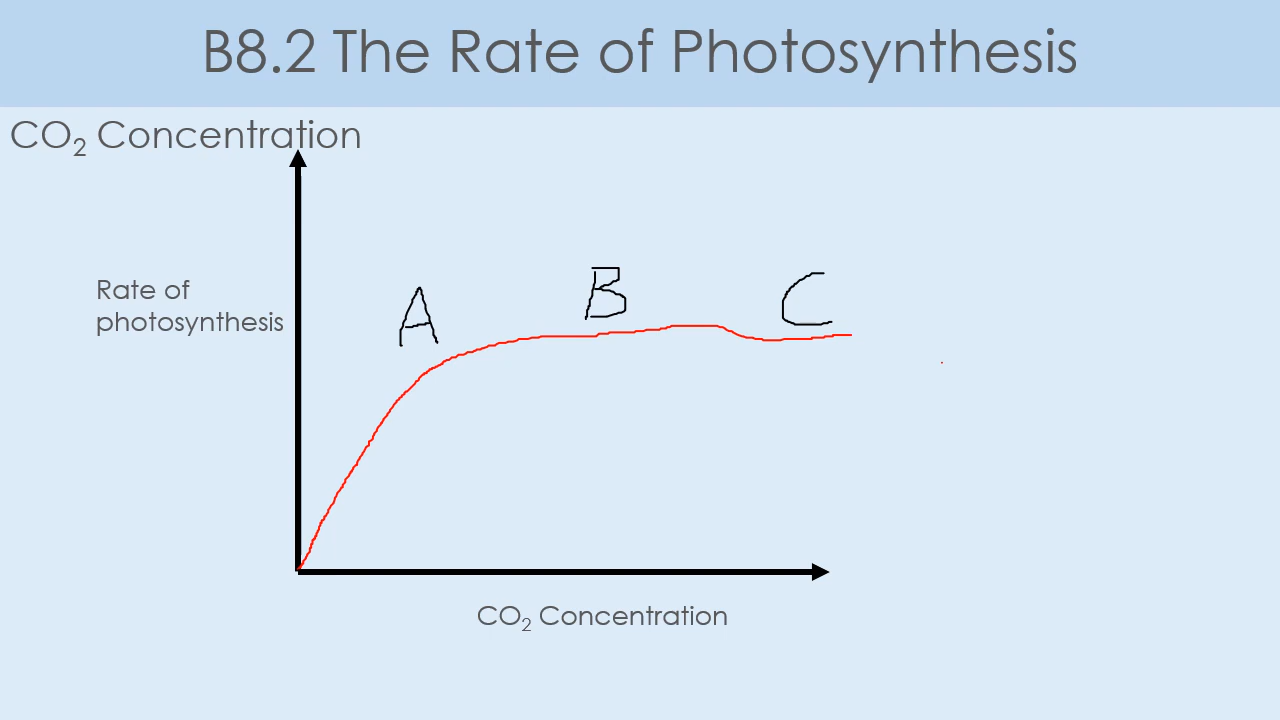 B8.2 The Rate of Photosynthesis
CO₂ Concentration
Rate of
photosynthesis
A
B
C
CO₂ Concentration